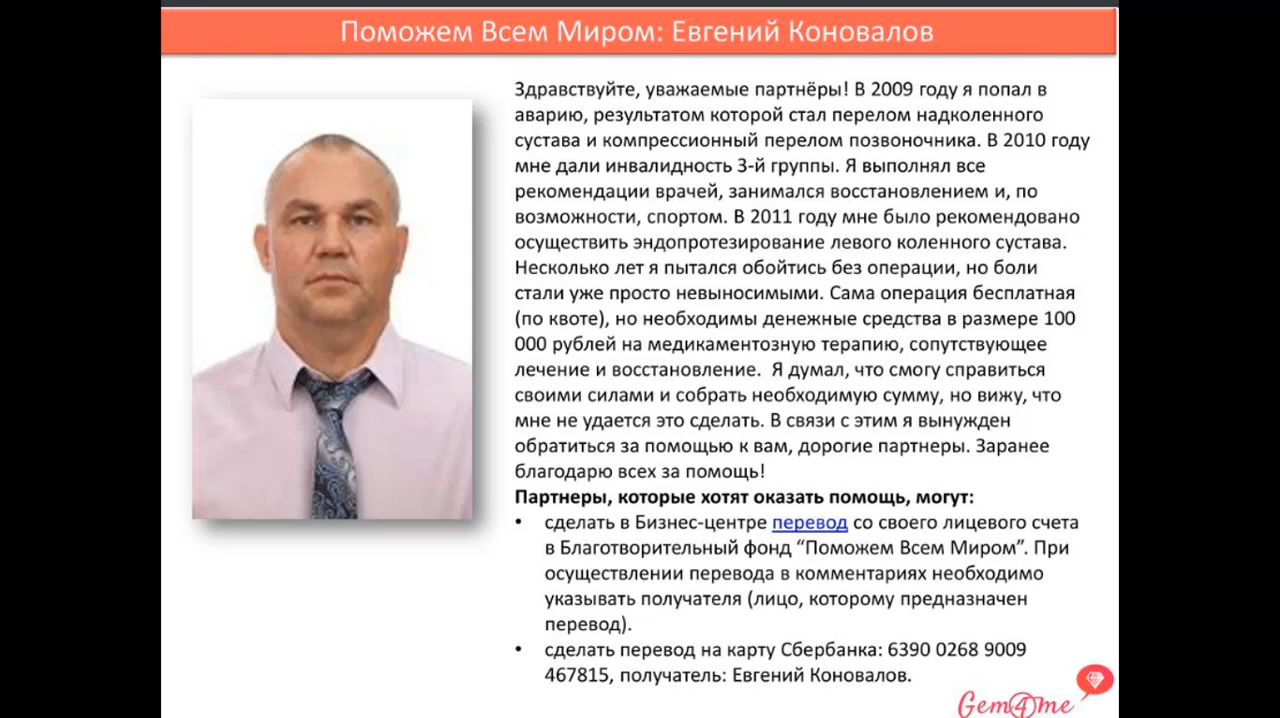 Поможем Всем Миром: Евгений Коновалов
Здравствуйте, уважаемые партнёры! В 2009 году я попал в
аварию, результатом которой стал перелом надколенного
сустава и компрессионный перелом позвоночника. В 2010 году
мне дали инвалидность 3-й группы. Я выполнял все
рекомендации врачей, занимался восстановлением и, по
возможности, спортом. В 2011 году мне было рекомендовано
осуществить эндопротезирование левого коленного сустава.
Несколько лет я пытался обойтись без операции, но боли
стали уже просто невыносимыми. Сама операция бесплатная
(по квоте), но необходимы денежные средства в размере 100
000 рублей на медикаментозную терапию, сопутствующее
лечение и восстановление.  Я думал, что смогу справиться
своими силами и собрать необходимую сумму, но вижу, что
мне не удается это сделать. В связи с этим я вынужден
обратиться за помощью к вам, дорогие партнеры. Заранее
благодарю всех за помощь!
Партнеры, которые хотят оказать помощь, могут:
• сделать в Бизнес-центре перевод со своего лицевого счета
в Благотворительный фонд “Поможем Всем Миром”. При
осуществлении перевода в комментариях необходимо
указывать получателя (лицо, которому предназначен
перевод).
• сделать перевод на карту Сбербанка: 6390 0268 9009
467815, получатель: Евгений Коновалов.
Gem4me